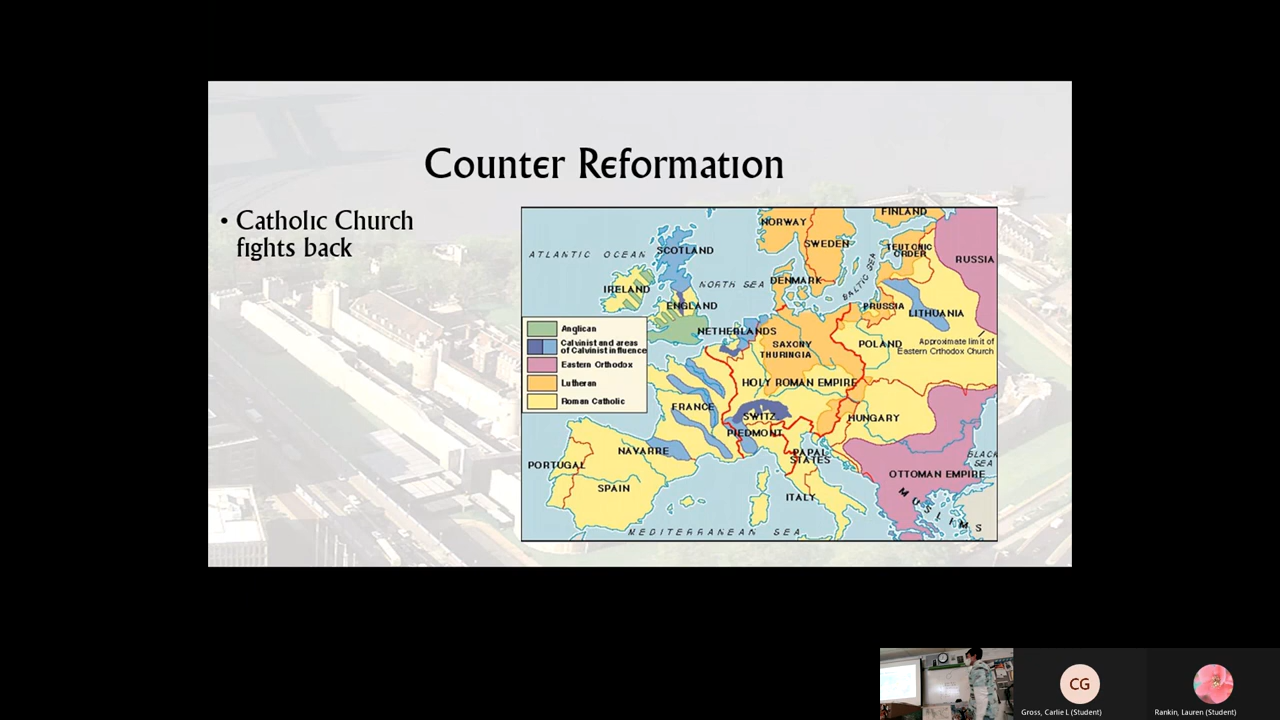 Counter Reformation
• Catholic Church
fights back
NORWAY
FINLAND
SWEDEN
TEUTONIC
ORDER
RUSSIA
SCOTLAND
ATLANTIC OCEAN
NORTH SEA
DENMARK
BALTIC SEA
IRELAND
ENGLAND
PRUSSIA
LITHUANIA
NETHERLANDS
SAXONY
THURINGIA
POLAND
Approximate limit of
Eastern Orthodox Church
Anglican
Calvinist and areas
of Calvinist influence
Eastern Orthodox
Lutheran
Roman Catholic
HOLY ROMAN EMPIRE
FRANCE
SWITZ
HUNGARY
PIEDMONT
NAVARRE
PAPAL
STATES
BLACK
SEA
PORTUGAL
SPAIN
ITALY
OTTOMAN EMPIRE
MUSLIMS
MEDITERRANEAN SEA
CG
Gross, Carlie L (Student)
Rankin, Lauren (Student)